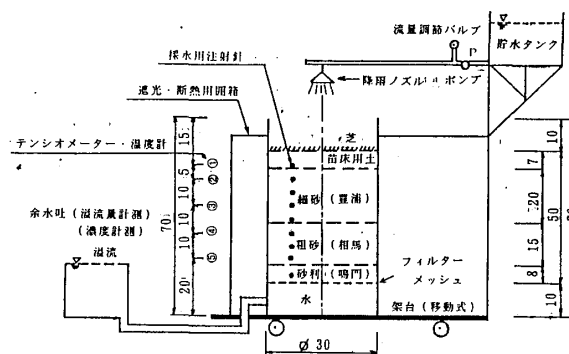 流量調節バルブ
P
貯水タンク
採水用注射針
降雨ノズル
ポンプ
遮光・断熱用囲箱
芝
苗床用土
テンシオメーター・温度計
15
5
10
10
10
20
70
①
②
③
④
⑤
細砂(豊浦)
粗砂(相馬)
砂利(鳴門)
水
余水吐(溢流量計測)
(濃度計測)
溢流
フィルター
メッシュ
架台(移動式)
10
7
20
15
8
10
50
Ø 30